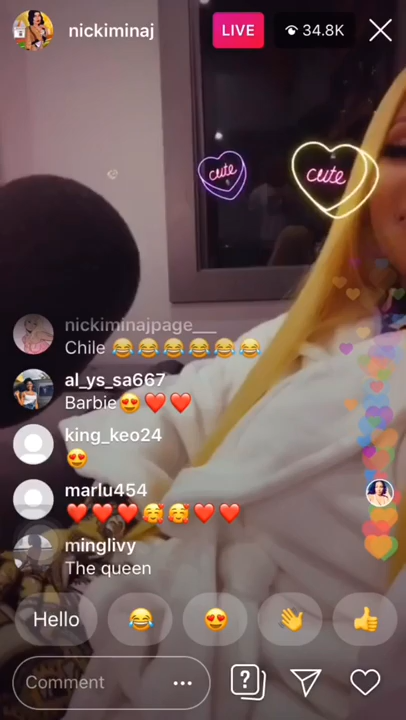 nickiminaj
LIVE
34.8K
cute
cute
nickiminajpage___
Chile 😂😂😂😂😂😂
al_ys_sa667
Barbie😍❤️❤️
king_keo24
😍
marlu454
❤️❤️❤️🥰🥰❤️❤️
minglivy
The queen
Hello
Comment